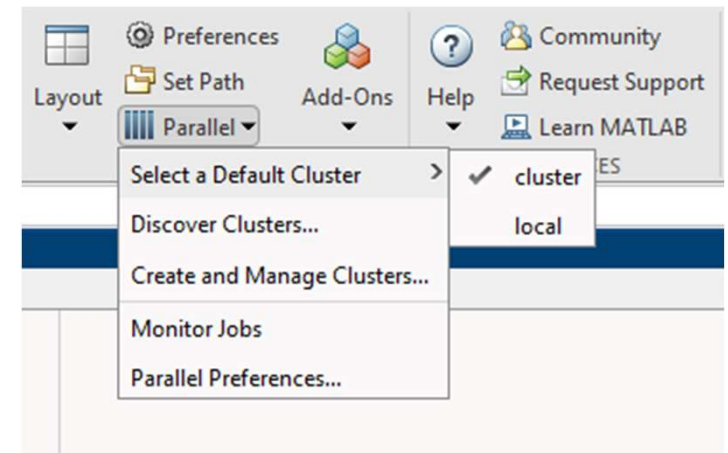 Layout
Preferences
Set Path
Parallel
Add-Ons
?
Help
Community
Request Support
Learn MATLAB
ES
Select a Default Cluster
Discover Clusters...
Create and Manage Clusters...
Monitor Jobs
Parallel Preferences...
cluster
local